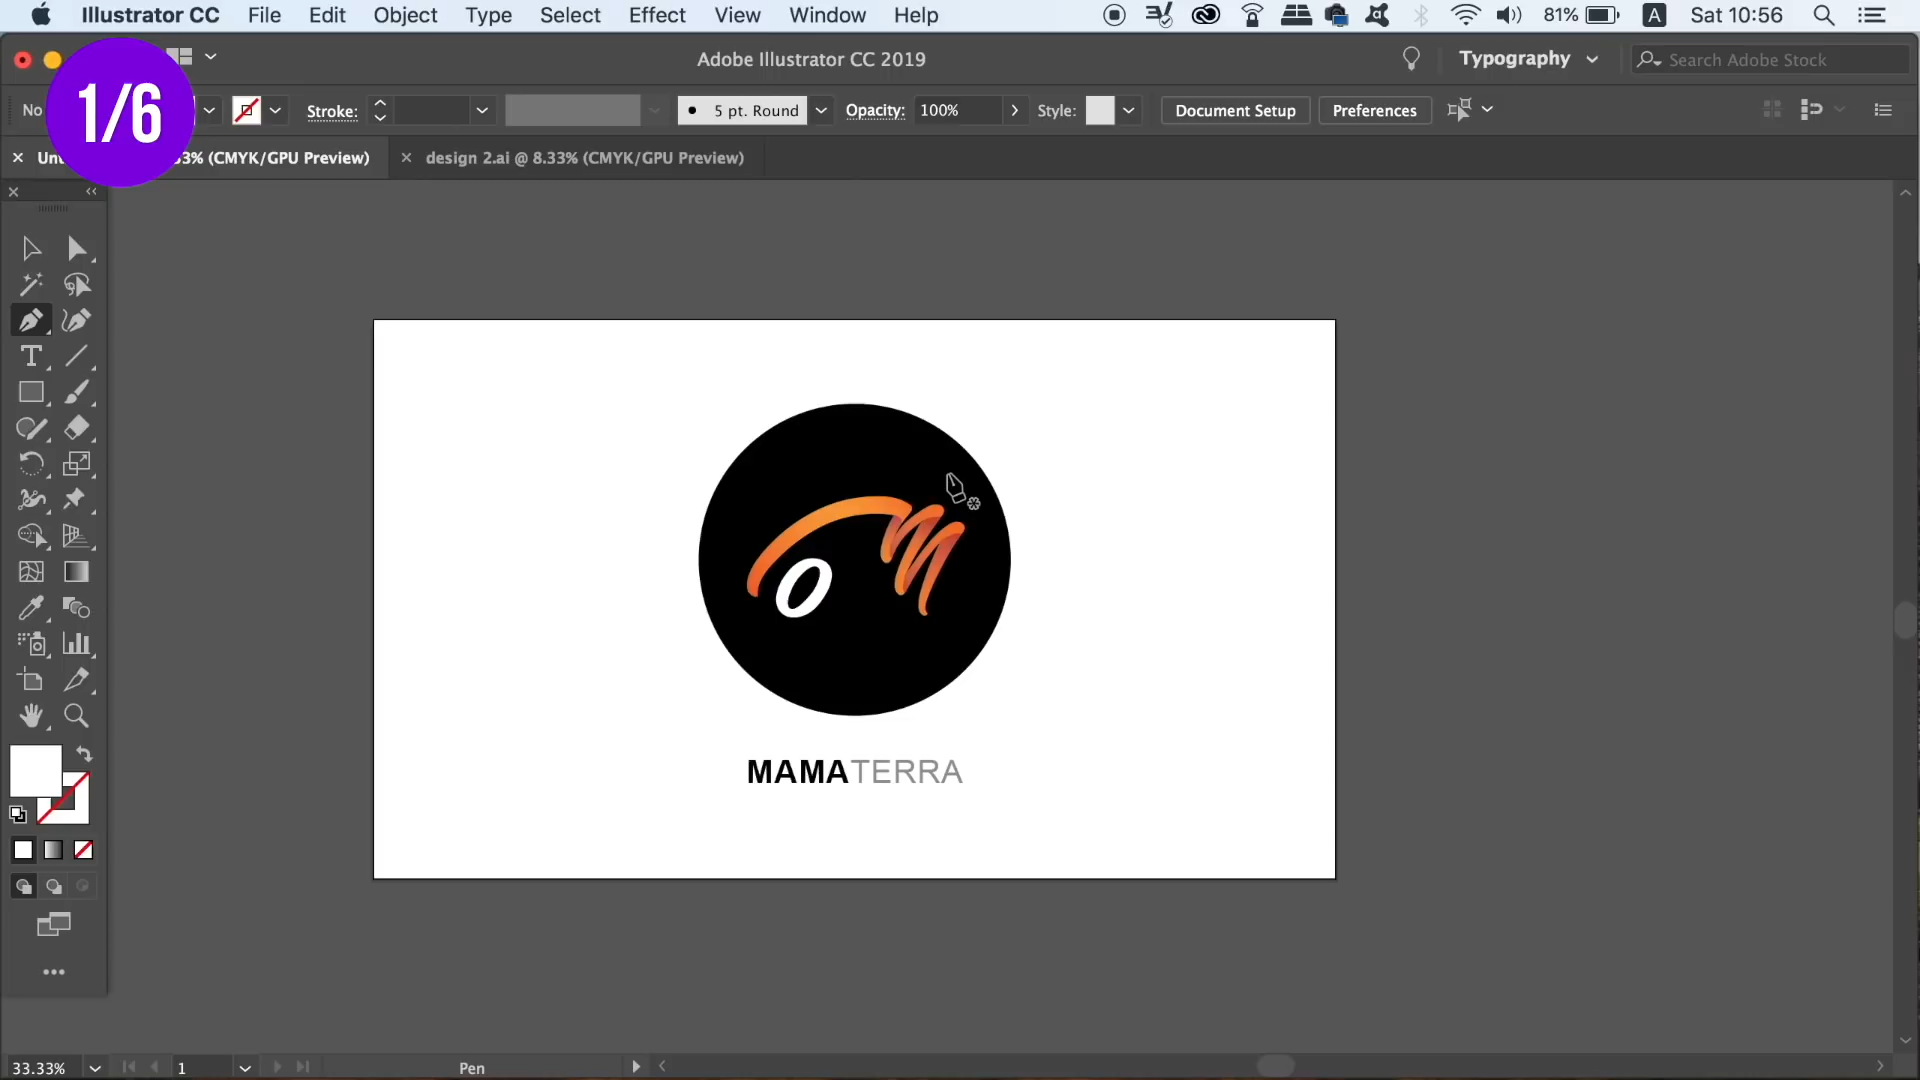 Illustrator CC File Edit Object Type Select Effect View Window Help 81% A Sat 10:56
Adobe Illustrator CC 2019 Typography Search Adobe Stock
1/6
No Stroke: 5 pt. Round Opacity: 100% Style: Document Setup Preferences
3% (CMYK/GPU Preview) design 2.ai @ 8.33% (CMYK/GPU Preview)
o m
MAMATERRA
33.33% 1 Pen